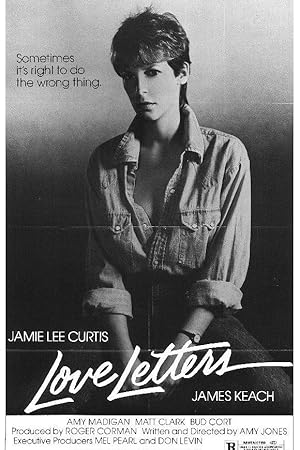 Sometimes
it's right to do
the wrong thing.
JAMIE LEE CURTIS
Love Letters
JAMES KEACH
AMY MADIGAN MATT CLARK BUD CORT
Produced by ROGER CORMAN Written and Directed by AMY JONES
Executive Producers MEL PEARL and DON LEVIN
R